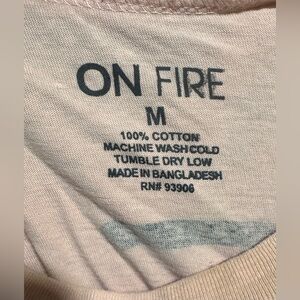 ON FIRE
M
100% COTTON
MACHINE WASH COLD
TUMBLE DRY LOW
MADE IN BANGLADESH
RN# 93906